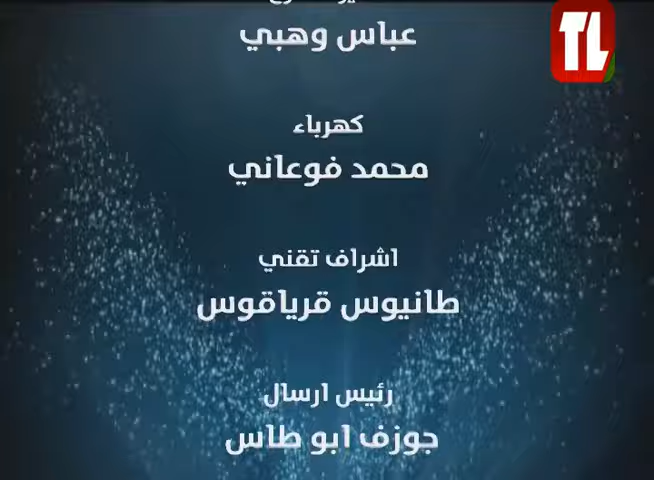 عباس وهبي
TL
كهرباء
محمد فوعاني
اشراف تقني
طانيوس قرياقوس
رئيس ارسال
جوزف ابو طاس